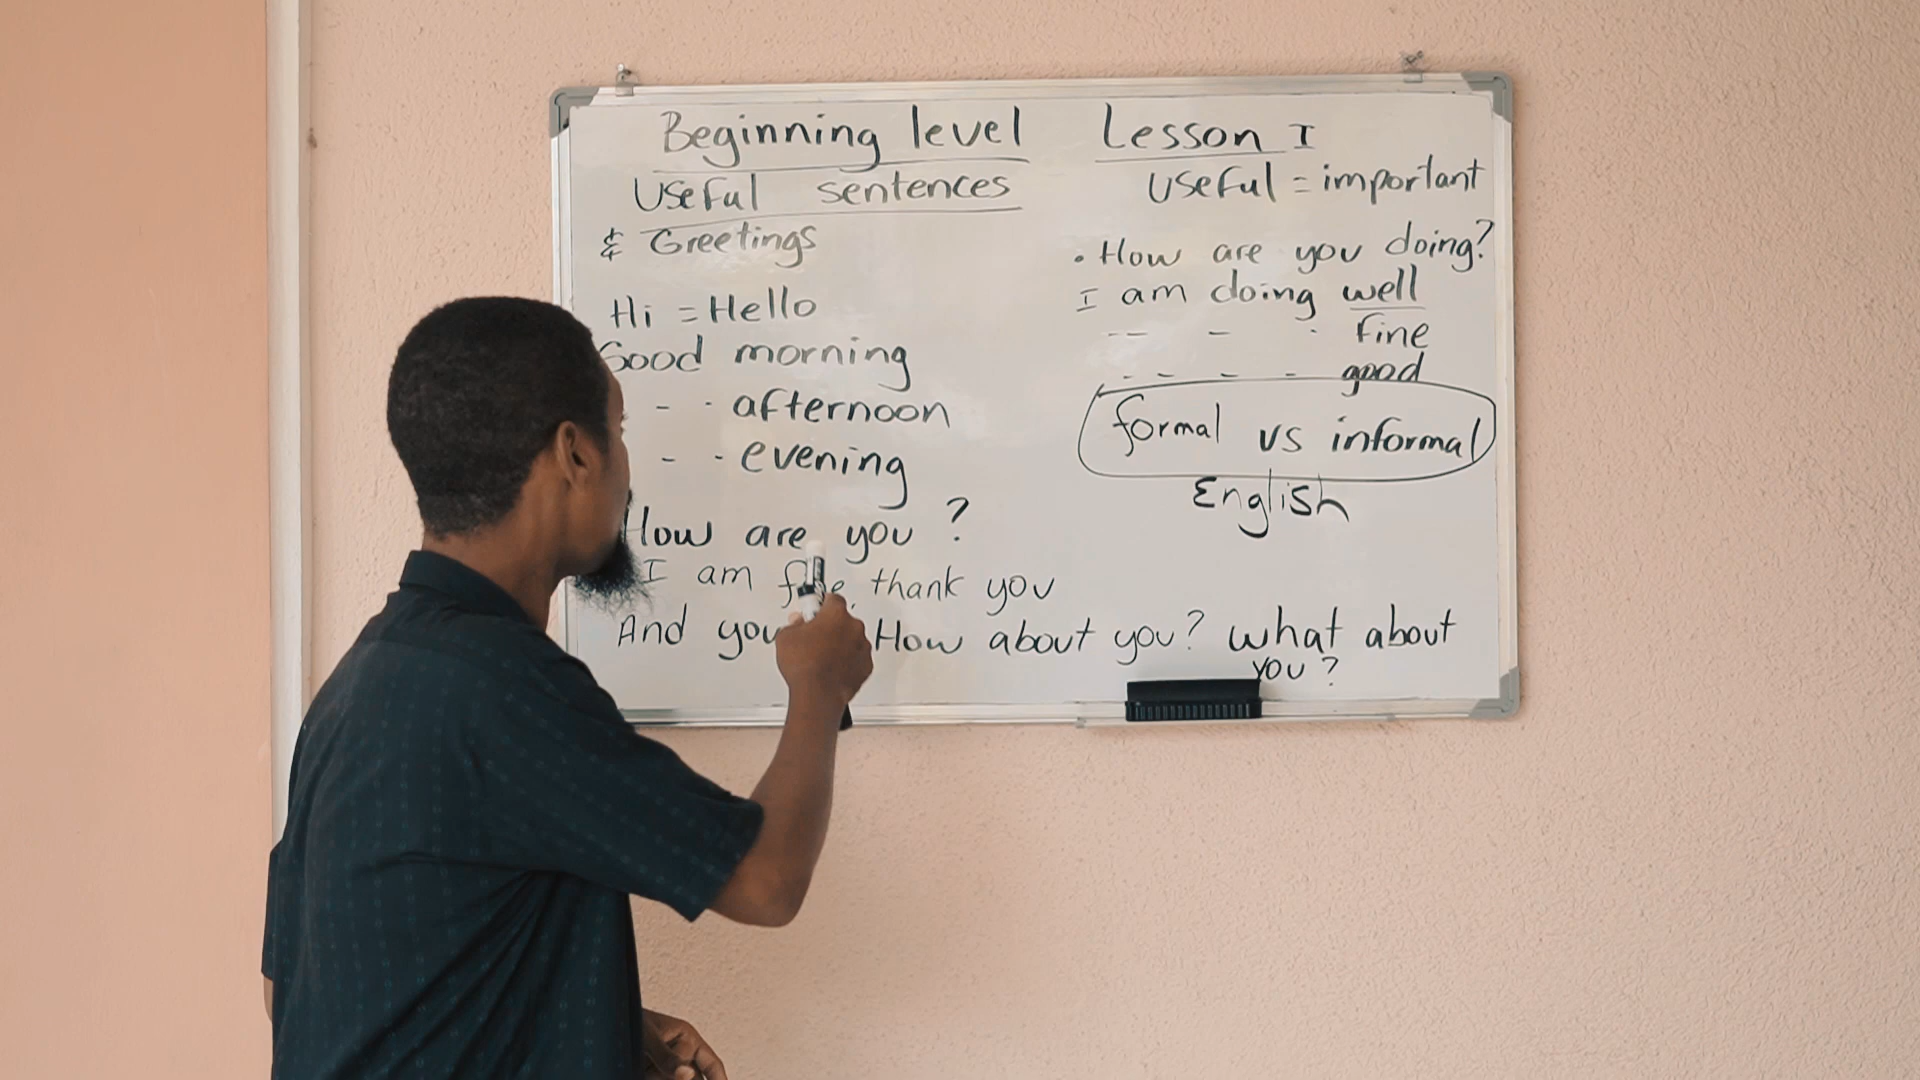 Beginning level Lesson I
Useful sentences
& Greetings
Hi = Hello
Good morning
- - afternoon
- - evening
How are you ?
I am fine, thank you
And you How about you? what about
you ?
useful = important
• How are you doing?
I am doing well
-- - - fine
-- - - good
formal vs informal
English